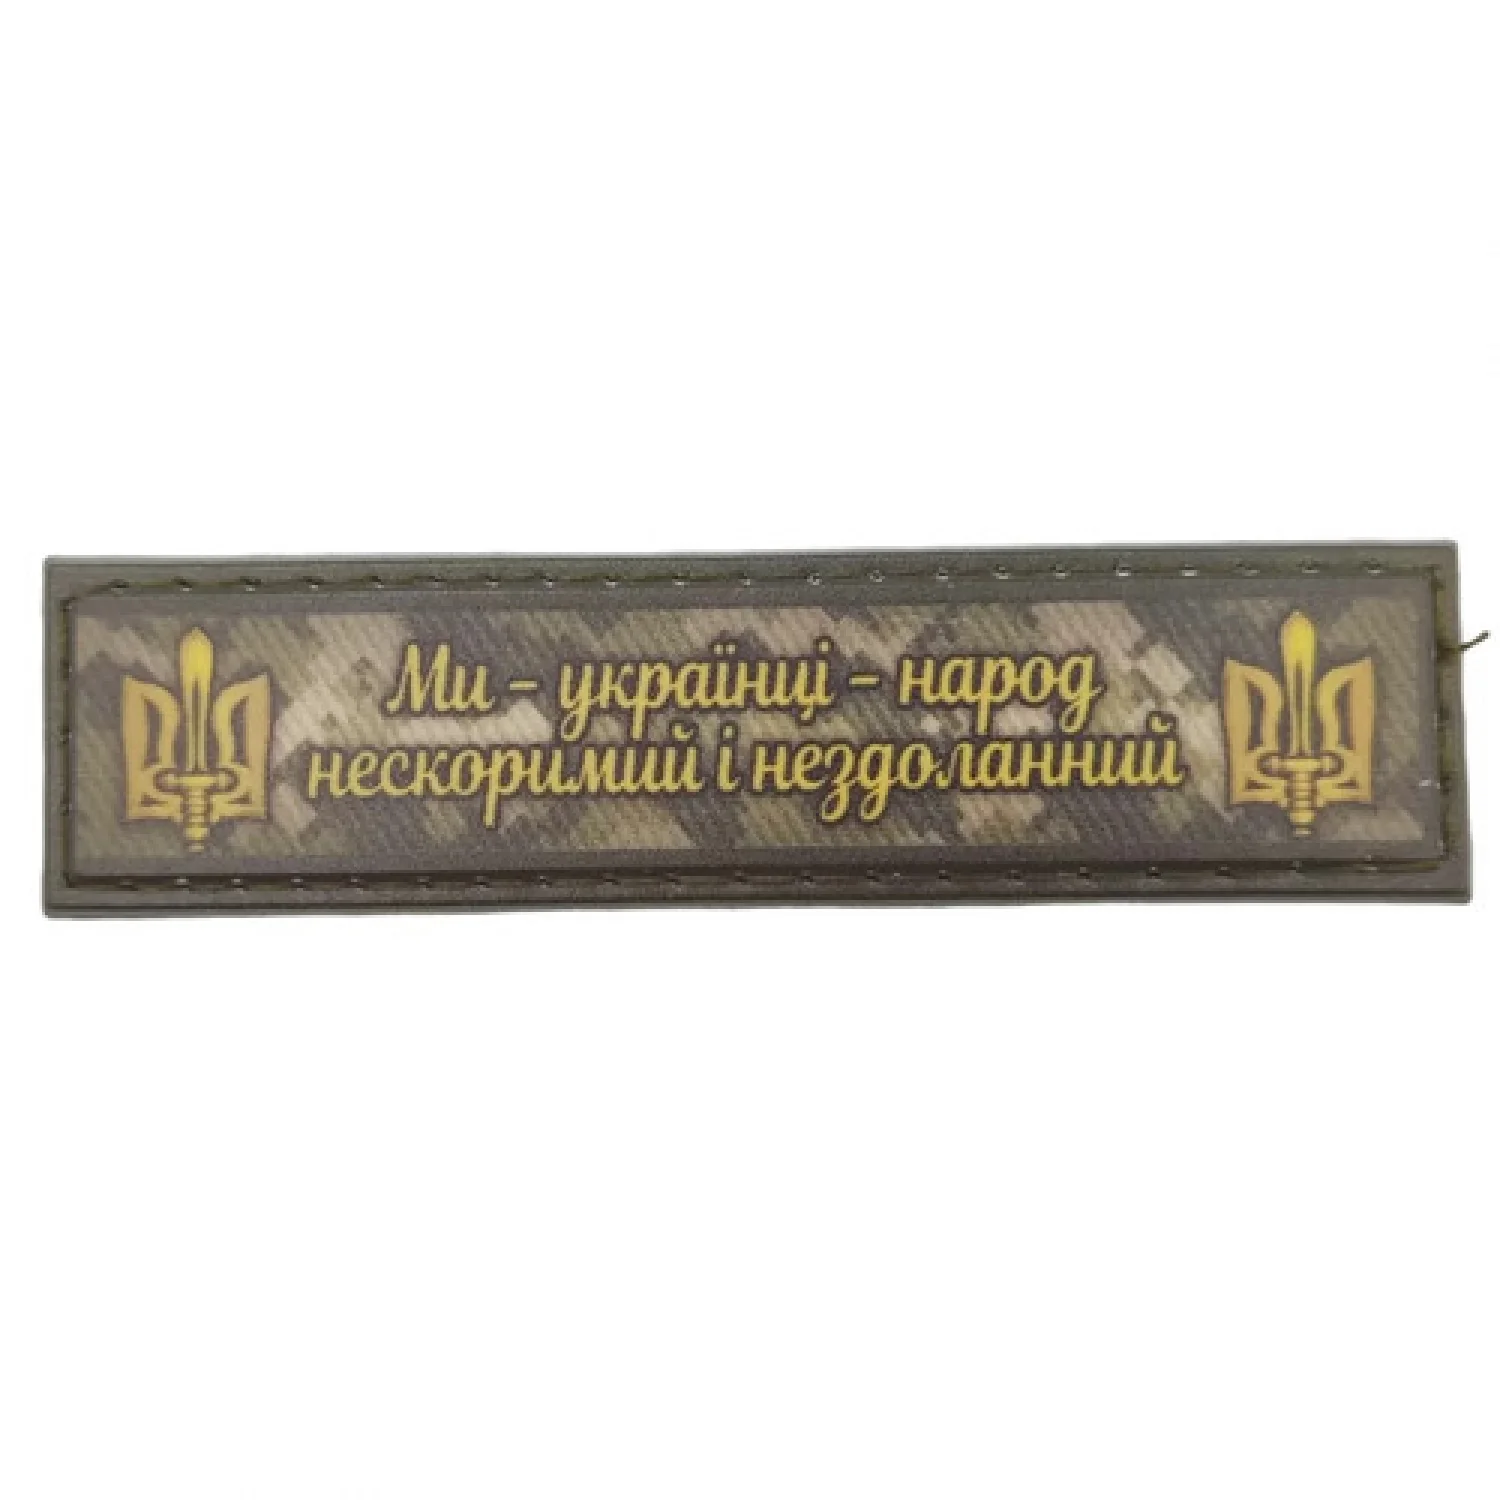 Ми - українці - народ
нескоримий і нездоланний